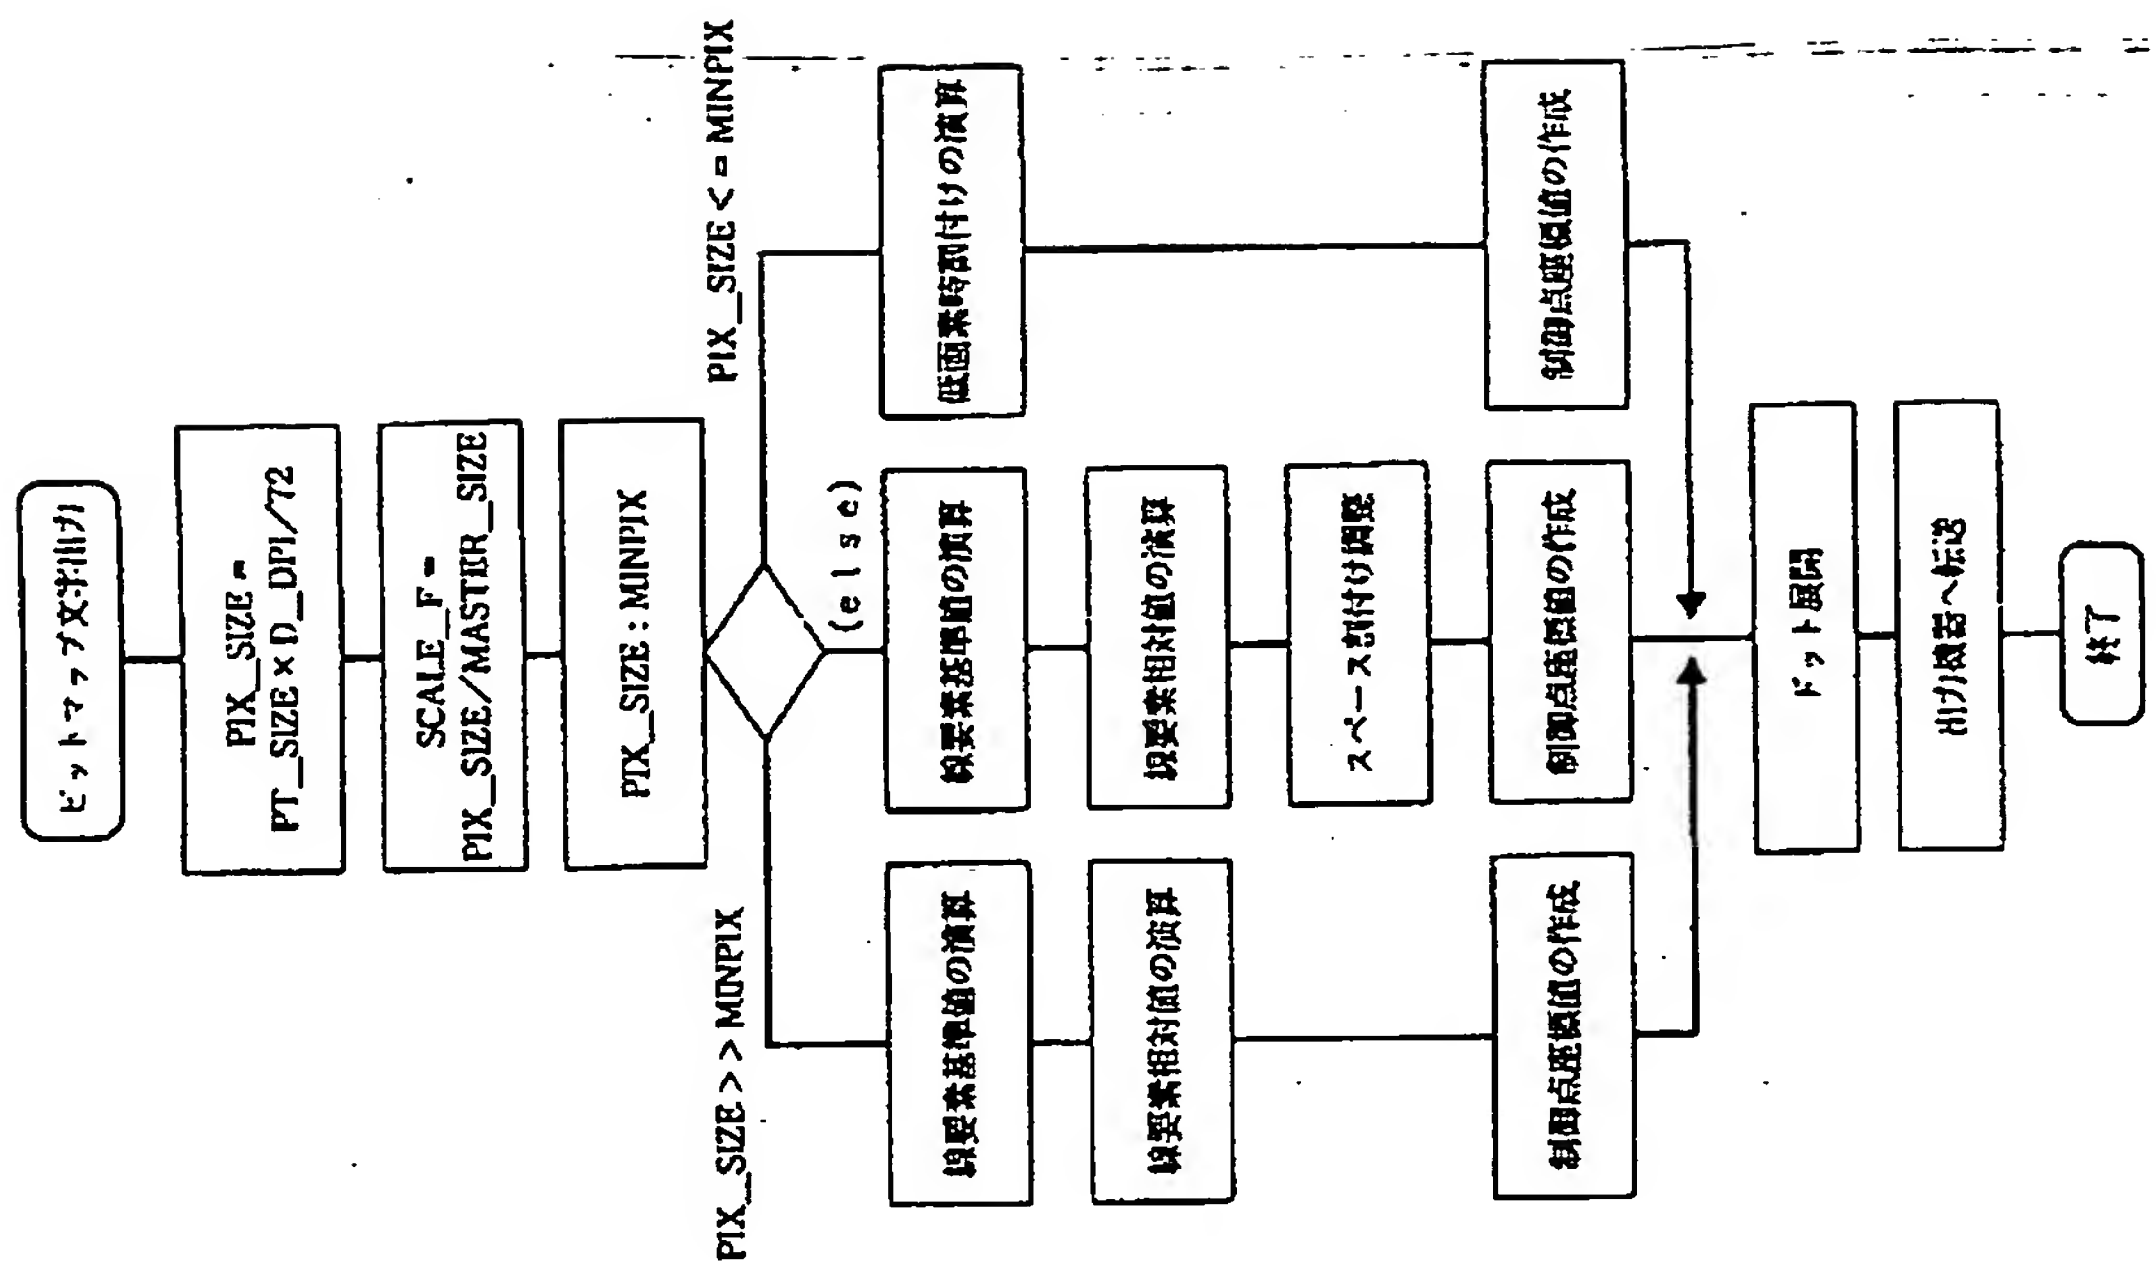 ビットマップ文字出力
PIX_SIZE =
PT_SIZE × D_DPI/72
SCALE_F =
PIX_SIZE/MASTER_SIZE
PIX_SIZE : MINPIX
PIX_SIZE >> MINPIX
(else)
PIX_SIZE <= MINPIX
線要素基準値の演算
線要素相対値の演算
制御点座標値の作成
線要素基準値の演算
線要素相対値の演算
スペース割付け調整
制御点座標値の作成
低画素時割付けの演算
制御点座標値の作成
ドット展開
出力機器へ転送
終了